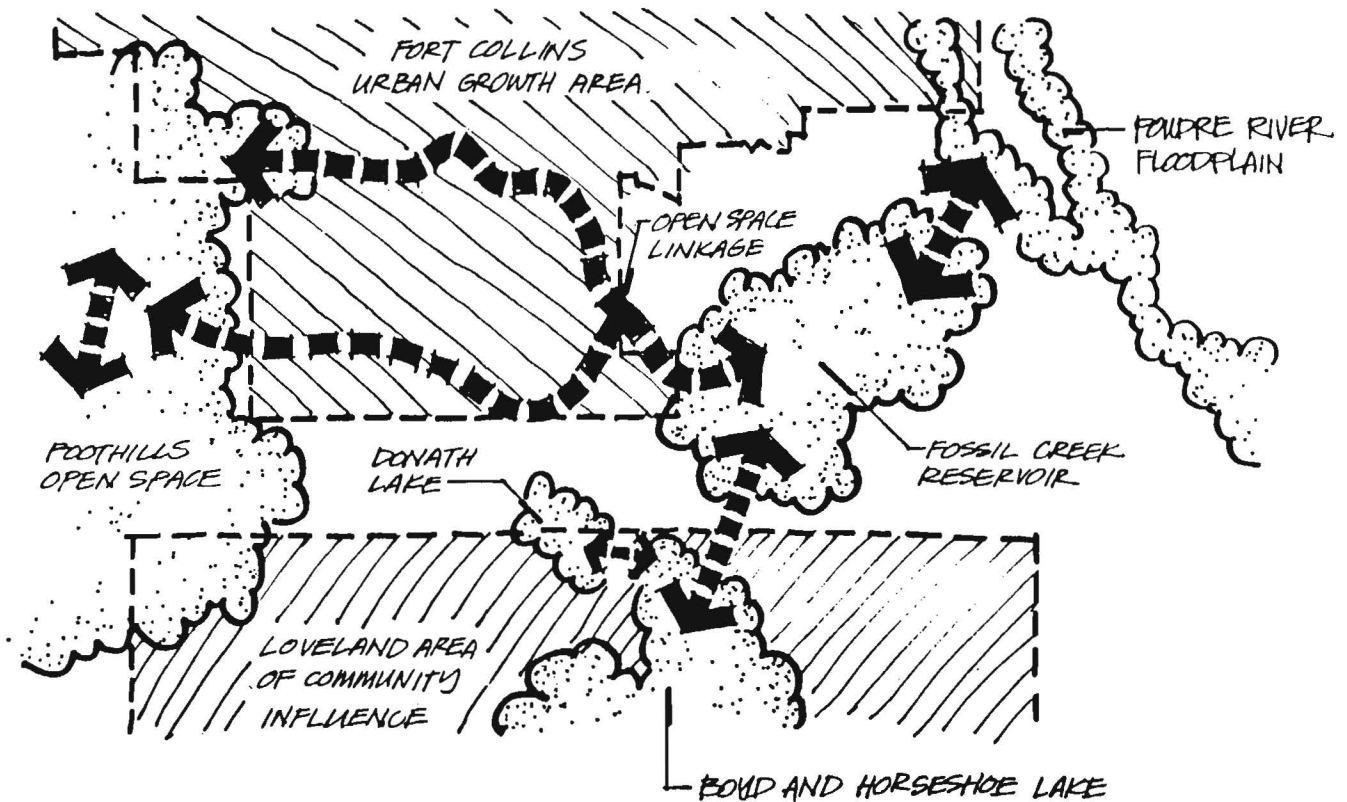 FORT COLLINS
URBAN GROWTH AREA.
POUDRE RIVER
FLOODPLAIN
OPEN SPACE
LINKAGE
FOOTHILLS
OPEN SPACE
DONATH
LAKE
FOSSIL CREEK
RESERVOIR
LOVELAND AREA
OF COMMUNITY
INFLUENCE
BOYD AND HORSESHOE LAKE